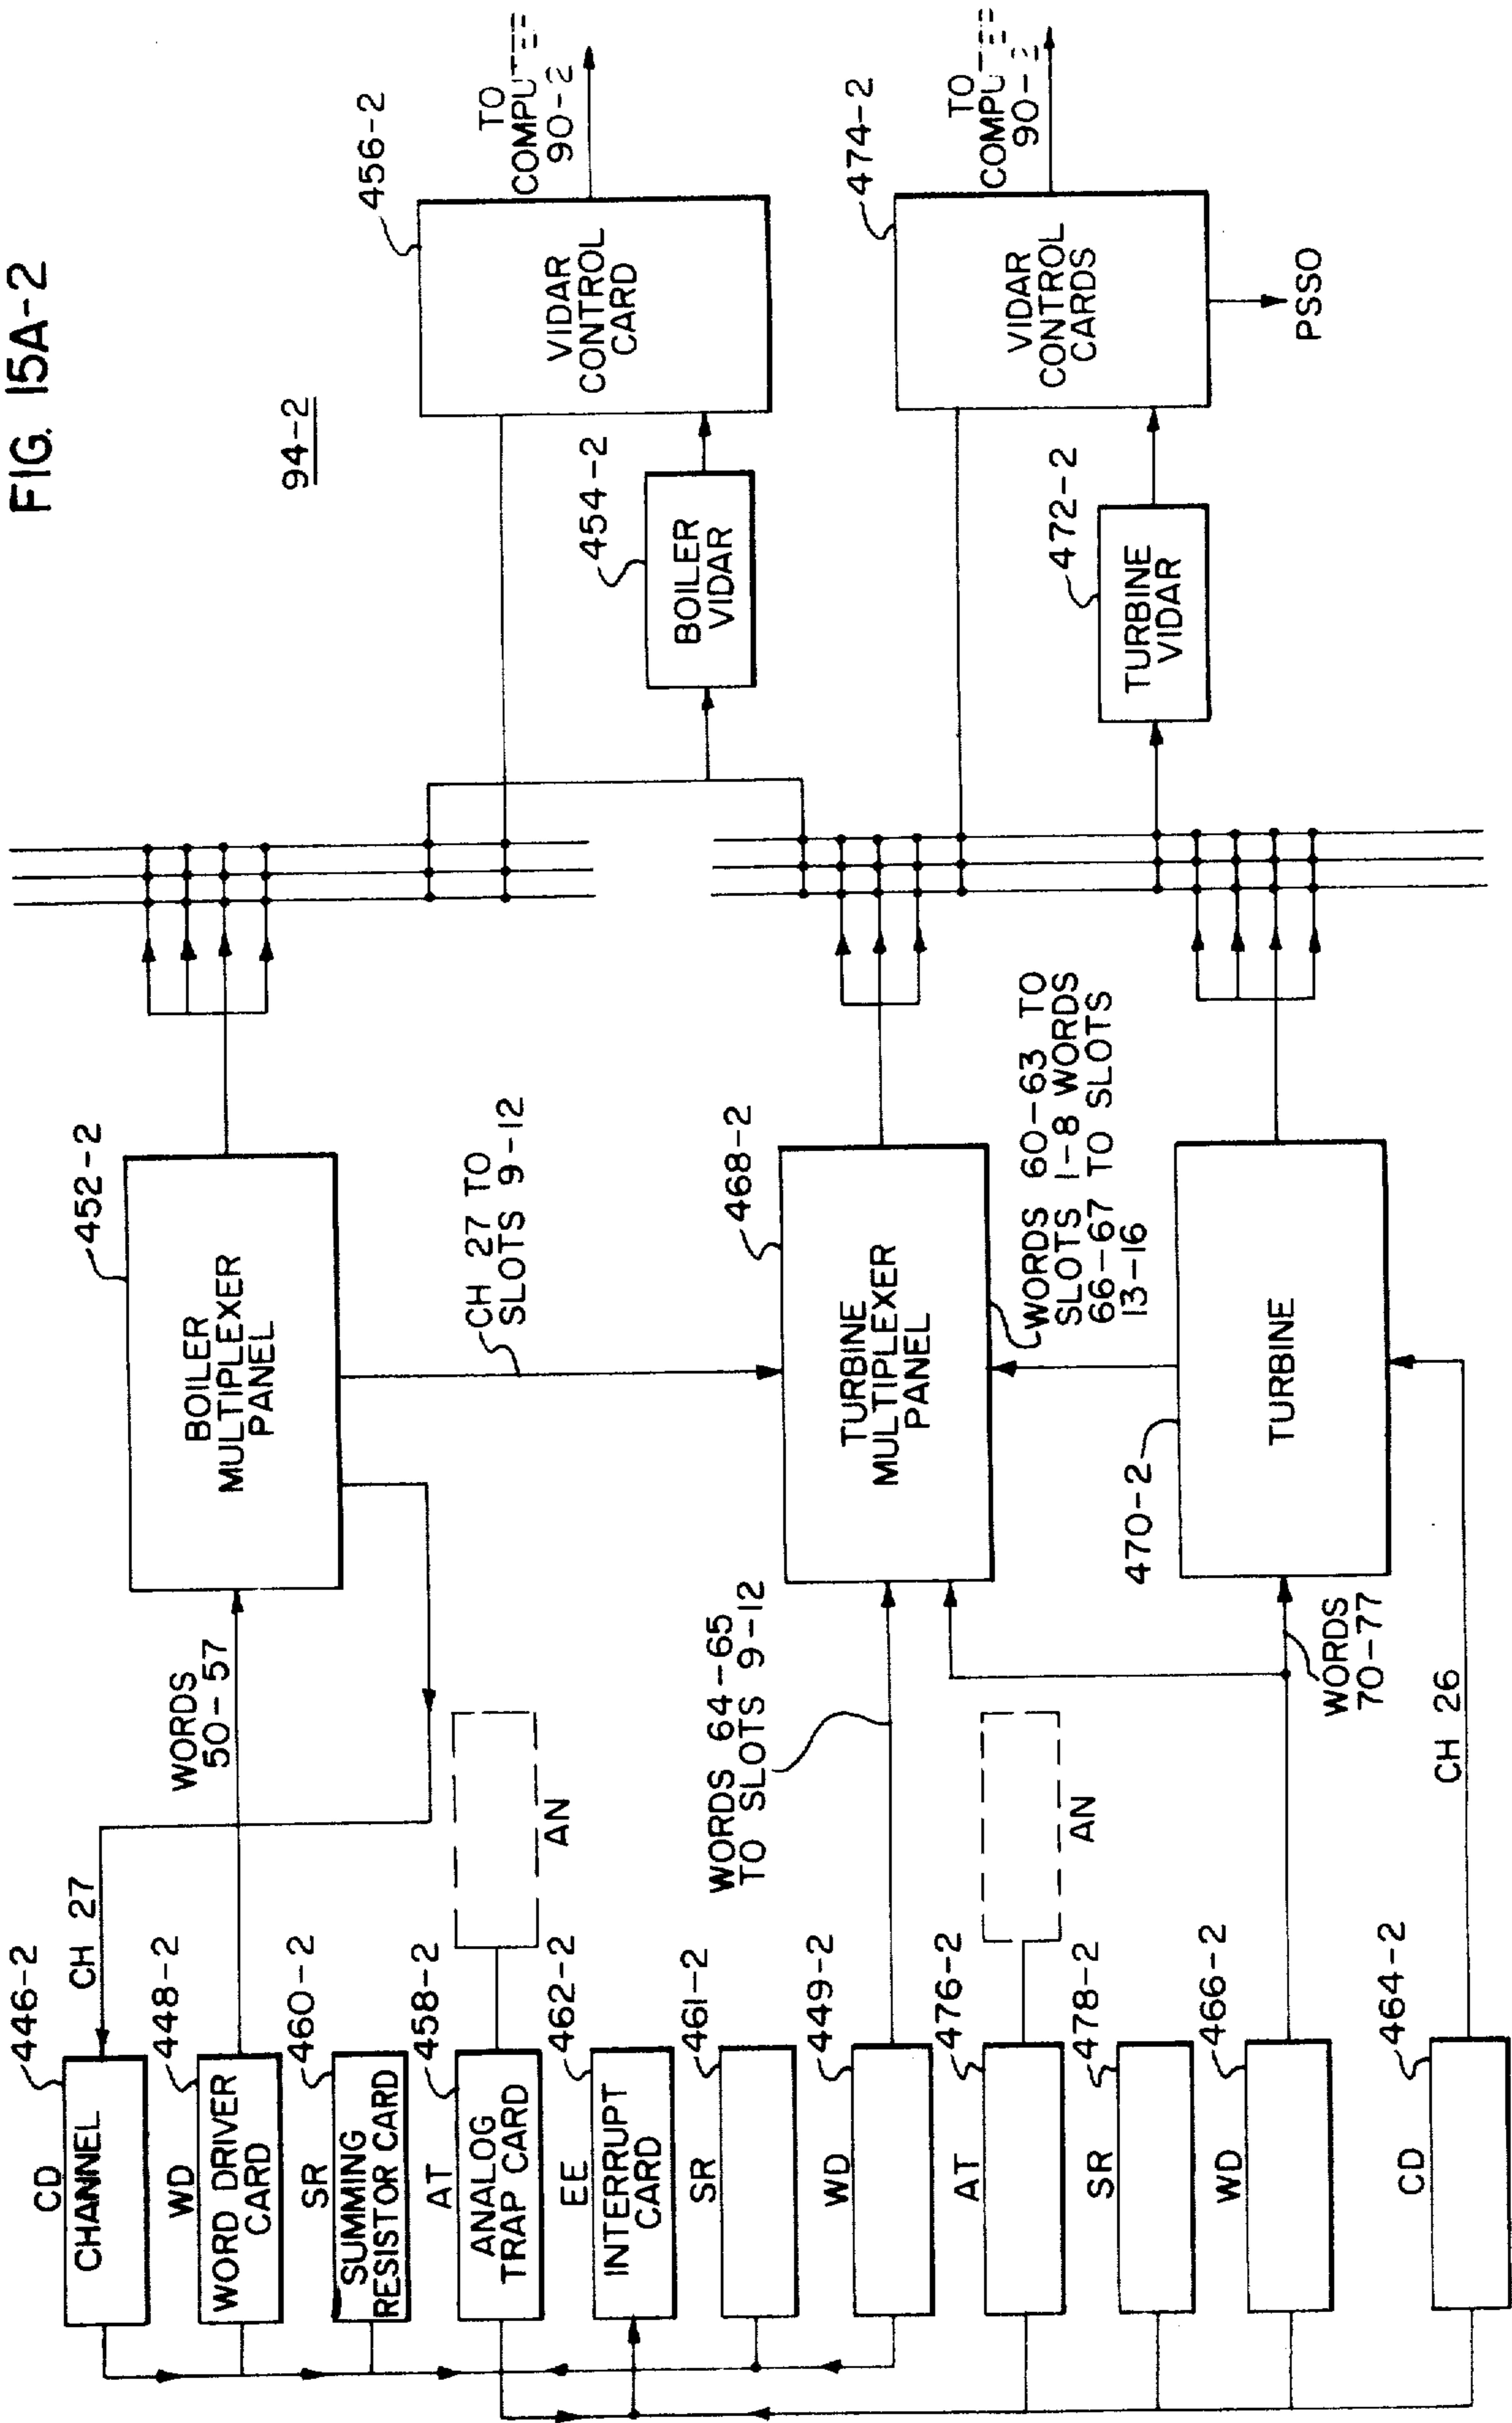 FIG. 15A-2
94-2
CD
CHANNEL
446-2
CH 27
WD
WORD DRIVER
CARD
448-2
WORDS
50-57
SR
SUMMING
RESISTOR CARD
460-2
AT
ANALOG
TRAP CARD
458-2
AN
EE
INTERRUPT
CARD
462-2
SR
461-2
WD
449-2
WORDS 64-65
TO SLOTS 9-12
AT
476-2
AN
SR
478-2
WD
466-2
WORDS
70-77
CD
464-2
CH 26
BOILER
MULTIPLEXER
PANEL
452-2
CH 27 TO
SLOTS 9-12
TURBINE
MULTIPLEXER
PANEL
468-2
WORDS 60-63 TO
SLOTS 1-8 WORDS
66-67 TO SLOTS
13-16
TURBINE
470-2
BOILER
VIDAR
454-2
VIDAR
CONTROL
CARD
456-2
TO
COMPUTER
90-2
TURBINE
VIDAR
472-2
VIDAR
CONTROL
CARDS
474-2
TO
COMPUTER
90-2
PSSO